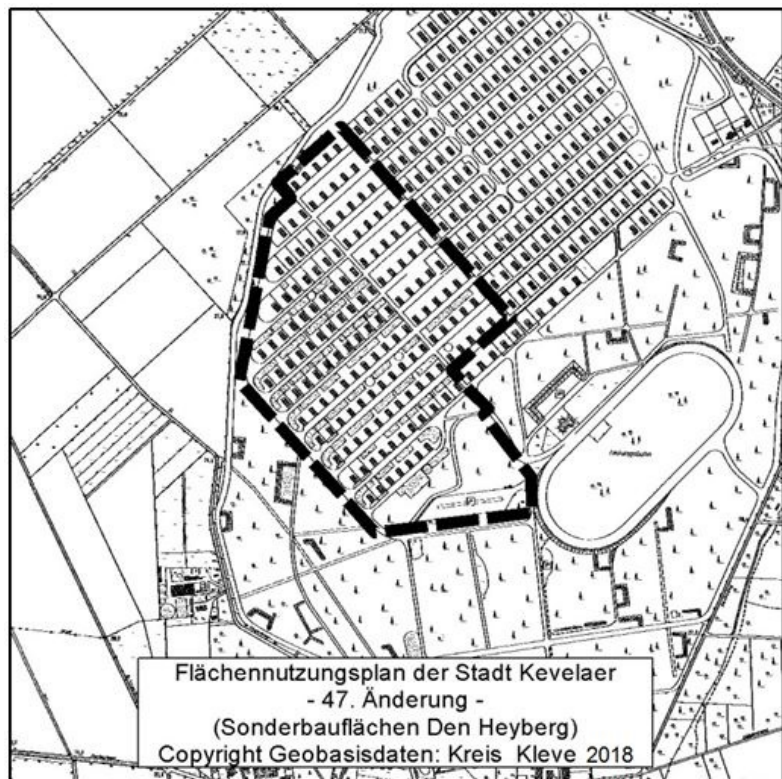 Flächennutzungsplan der Stadt Kevelaer
- 47. Änderung -
(Sonderbauflächen Den Heyberg)
Copyright Geobasisdaten: Kreis Kleve 2018